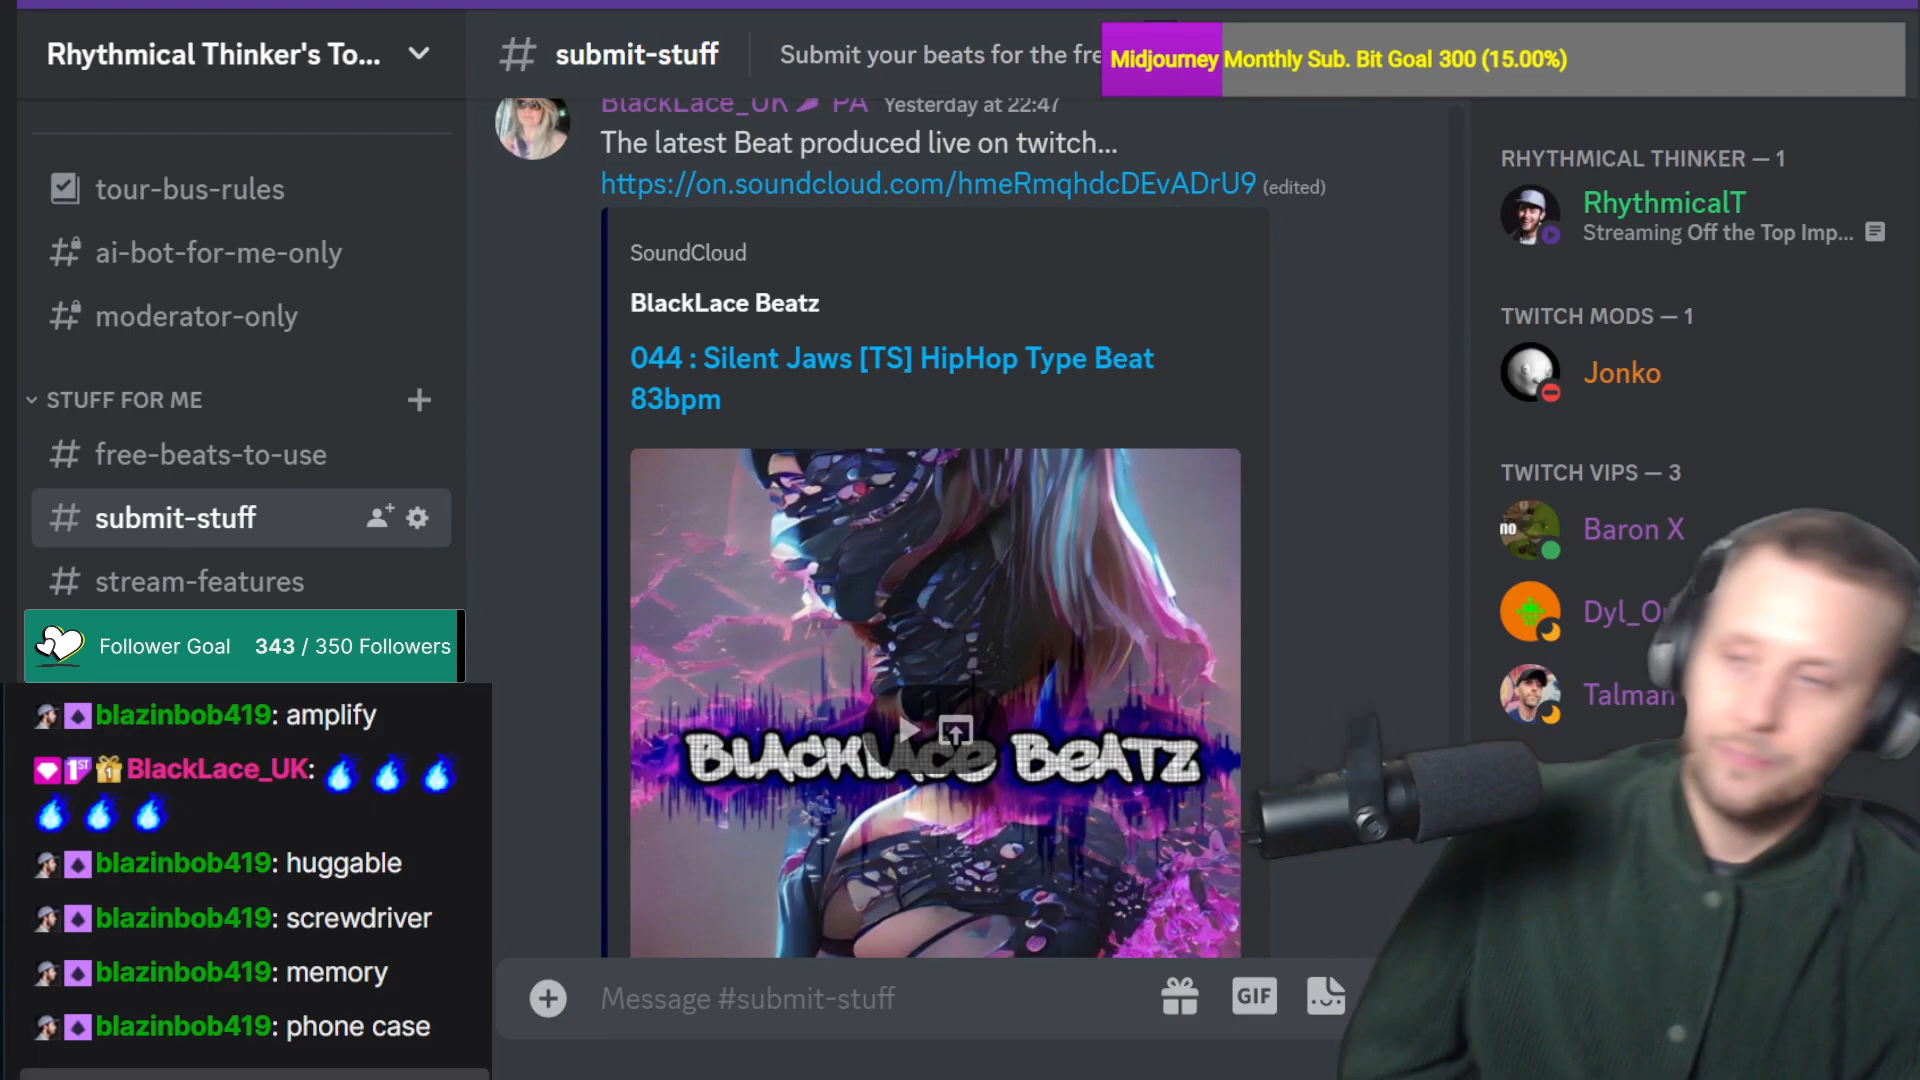 Rhythmical Thinker's To...
submit-stuff
Submit your beats for the fre
Midjourney Monthly Sub. Bit Goal 300 (15.00%)
tour-bus-rules
ai-bot-for-me-only
moderator-only
STUFF FOR ME
free-beats-to-use
submit-stuff
stream-features
Follower Goal 343 / 350 Followers
blazinbob419: amplify
1ST 1 BlackLace_UK:
blazinbob419: huggable
blazinbob419: screwdriver
blazinbob419: memory
blazinbob419: phone case
BlackLace_UK PA Yesterday at 22:47
The latest Beat produced live on twitch...
https://on.soundcloud.com/hmeRmqhdcDEvADrU9 (edited)
SoundCloud
BlackLace Beatz
044 : Silent Jaws [TS] HipHop Type Beat
83bpm
BLACKLACE BEATZ
Message #submit-stuff
GIF
RHYTHMICAL THINKER — 1
RhythmicalT
Streaming Off the Top Imp...
TWITCH MODS — 1
Jonko
TWITCH VIPS — 3
no
Baron X
Dyl_O
Talman